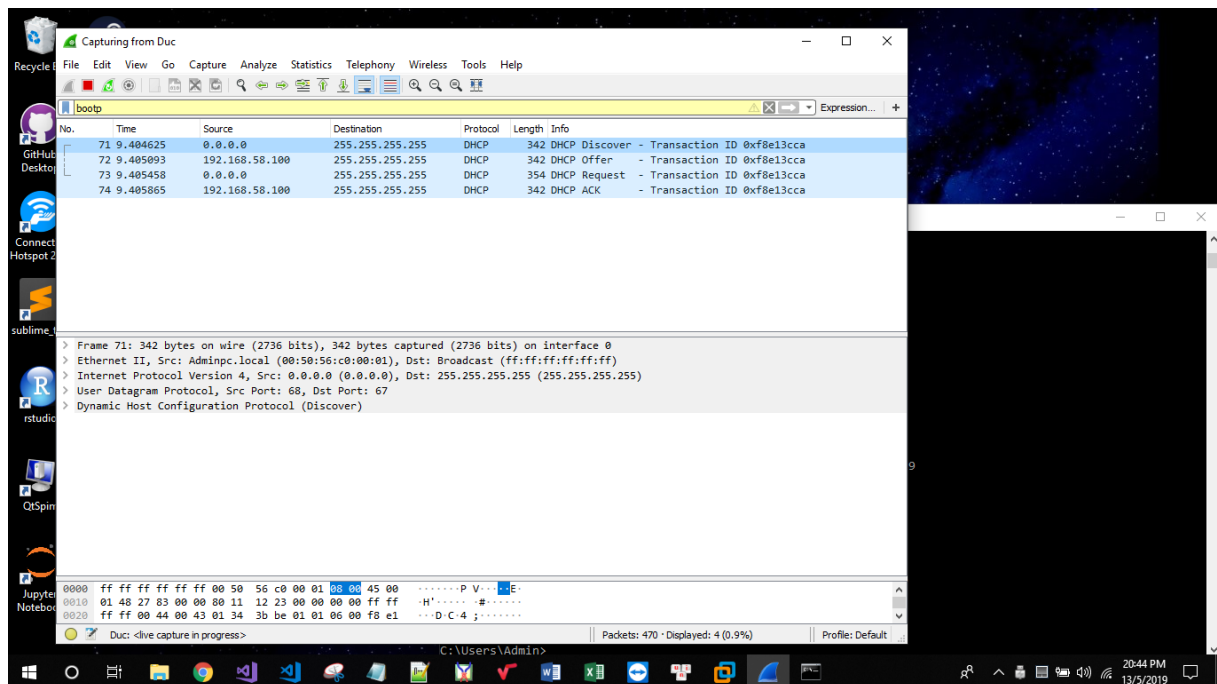 Recycle
Capturing from Duc
File Edit View Go Capture Analyze Statistics Telephony Wireless Tools Help
bootp
Expression... +
GitHub
Deskto
No. Time Source Destination Protocol Length Info
71 9.404625 0.0.0.0 255.255.255.255 DHCP 342 DHCP Discover - Transaction ID 0xf8e13cca
72 9.405093 192.168.58.100 255.255.255.255 DHCP 342 DHCP Offer - Transaction ID 0xf8e13cca
73 9.405458 0.0.0.0 255.255.255.255 DHCP 354 DHCP Request - Transaction ID 0xf8e13cca
74 9.405865 192.168.58.100 255.255.255.255 DHCP 342 DHCP ACK - Transaction ID 0xf8e13cca
Connect
Hotspot 2
sublime_t
> Frame 71: 342 bytes on wire (2736 bits), 342 bytes captured (2736 bits) on interface 0
> Ethernet II, Src: Adminpc.local (00:50:56:c0:00:01), Dst: Broadcast (ff:ff:ff:ff:ff:ff)
> Internet Protocol Version 4, Src: 0.0.0.0 (0.0.0.0), Dst: 255.255.255.255 (255.255.255.255)
> User Datagram Protocol, Src Port: 68, Dst Port: 67
> Dynamic Host Configuration Protocol (Discover)
R
rstudio
9
QtSpim
Jupyte
Noteboo
0000 ff ff ff ff ff ff 00 50 56 c0 00 01 08 00 45 00 ·······P V·····E·
0010 01 48 27 83 00 00 80 11 12 23 00 00 00 00 ff ff ·H'····· ·#······
0020 ff ff 00 44 00 43 01 34 3b be 01 01 06 00 f8 e1 ···D·C·4 ;·······
Duc: <live capture in progress>
Packets: 470 · Displayed: 4 (0.9%)
Profile: Default
C:\Users\Admin>
20:44 PM
13/5/2019